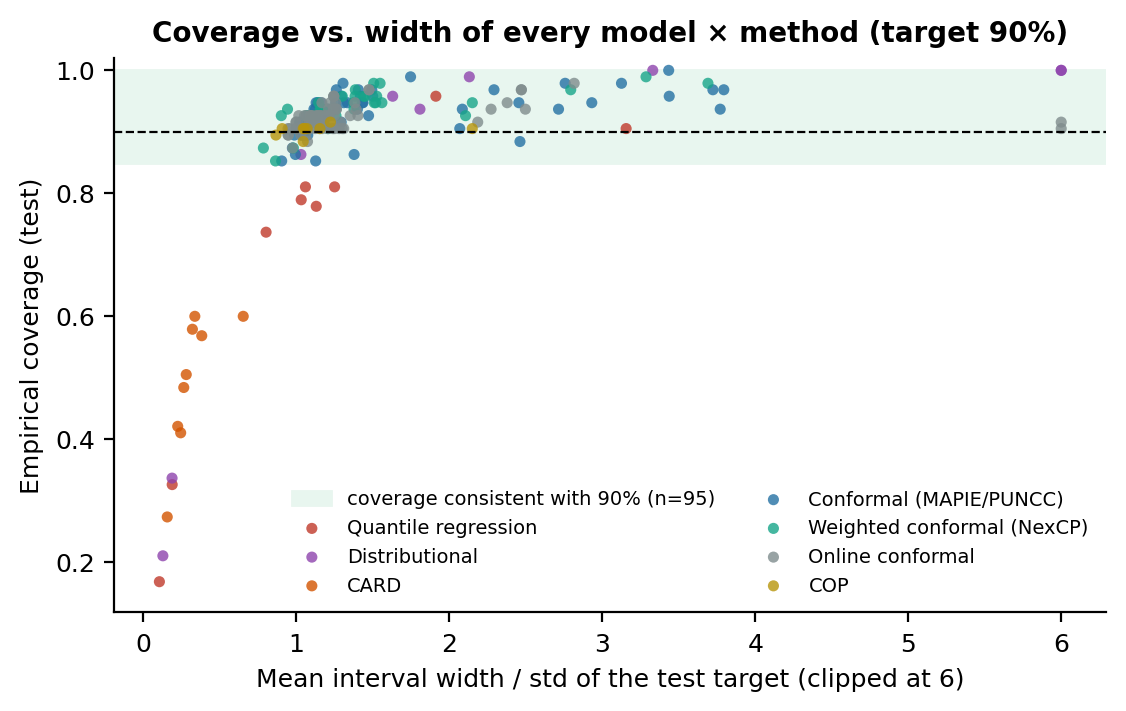 Coverage vs. width of every model × method (target 90%)
Empirical coverage (test)
1.0
0.8
0.6
0.4
0.2
coverage consistent with 90% (n=95)
Quantile regression
Distributional
CARD
Conformal (MAPIE/PUNCC)
Weighted conformal (NexCP)
Online conformal
COP
0 1 2 3 4 5 6
Mean interval width / std of the test target (clipped at 6)